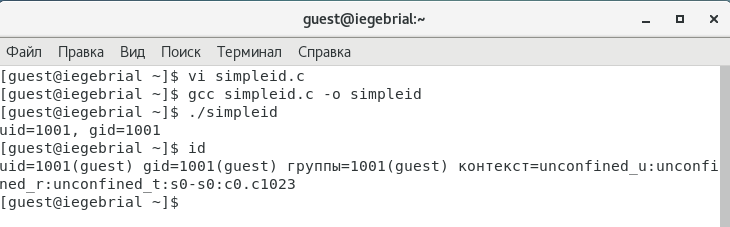 guest@iegebrial:~
Файл Правка Вид Поиск Терминал Справка
[guest@iegebrial ~]$ vi simpleid.c
[guest@iegebrial ~]$ gcc simpleid.c -o simpleid
[guest@iegebrial ~]$ ./simpleid
uid=1001, gid=1001
[guest@iegebrial ~]$ id
uid=1001(guest) gid=1001(guest) группы=1001(guest) контекст=unconfined_u:unconfi
ned_r:unconfined_t:s0-s0:c0.c1023
[guest@iegebrial ~]$